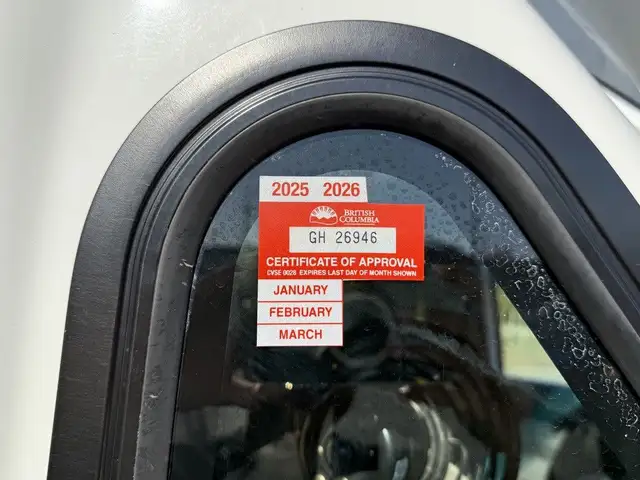 2025 2026
BRITISH
COLUMBIA
GH 26946
CERTIFICATE OF APPROVAL
CVSE 0028 EXPIRES LAST DAY OF MONTH SHOWN
JANUARY
FEBRUARY
MARCH